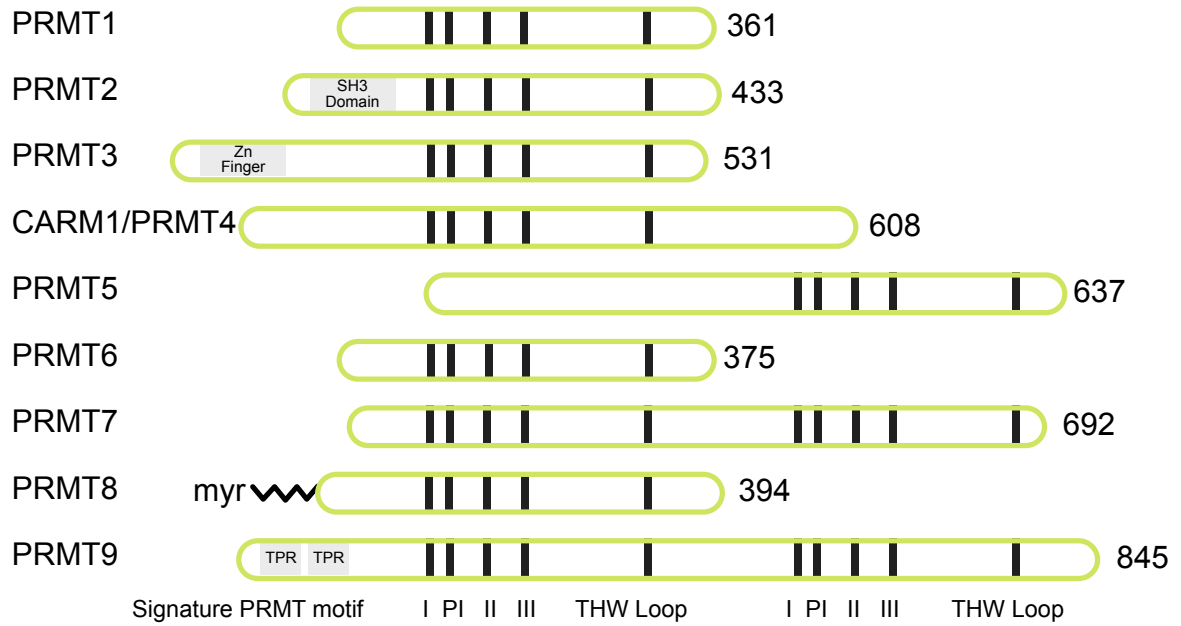 PRMT1 361
PRMT2 SH3 Domain 433
PRMT3 Zn Finger 531
CARM1/PRMT4 608
PRMT5 637
PRMT6 375
PRMT7 692
PRMT8 myr 394
PRMT9 TPR TPR 845
Signature PRMT motif I PI II III THW Loop I PI II III THW Loop